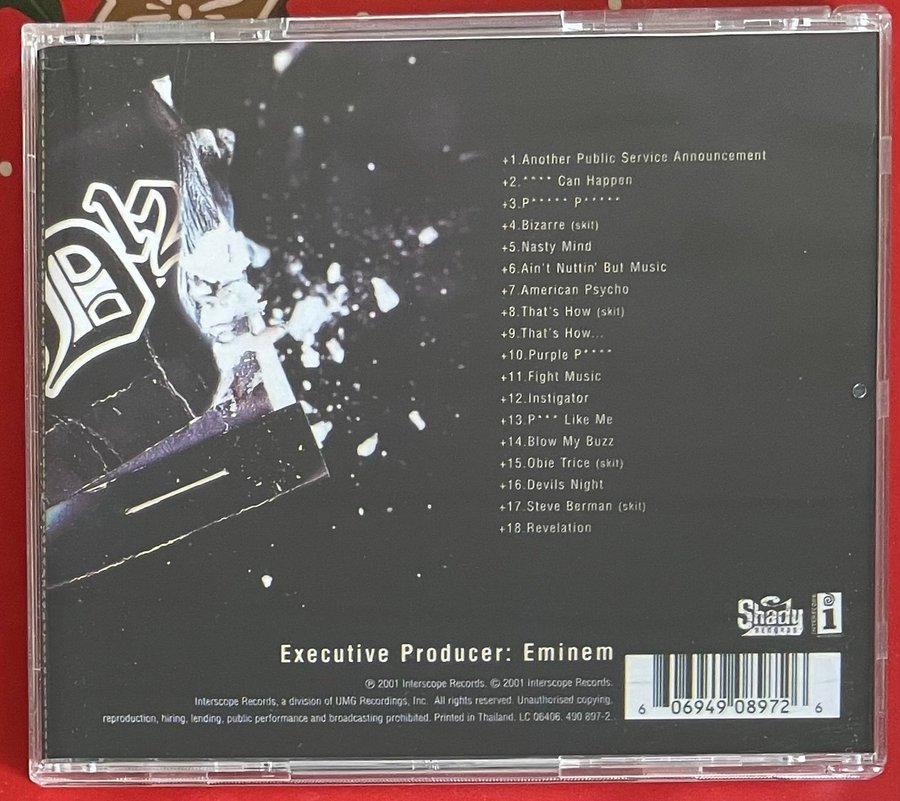 D12
+1.Another Public Service Announcement
+2.**** Can Happen
+3.P***** P*****
+4.Bizarre (skit)
+5.Nasty Mind
+6.Ain't Nuttin' But Music
+7.American Psycho
+8.That's How (skit)
+9.That's How...
+10.Purple P****
+11.Fight Music
+12.Instigator
+13.P*** Like Me
+14.Blow My Buzz
+15.Obie Trice (skit)
+16.Devils Night
+17.Steve Berman (skit)
+18.Revelation
Shady
RECORDS
INTERSCOPE
i
Executive Producer: Eminem
℗ 2001 Interscope Records. © 2001 Interscope Records.
Interscope Records, a division of UMG Recordings, Inc. All rights reserved. Unauthorised copying,
reproduction, hiring, lending, public performance and broadcasting prohibited. Printed in Thailand. LC 06406. 490 897-2.
6 06949 08972 6